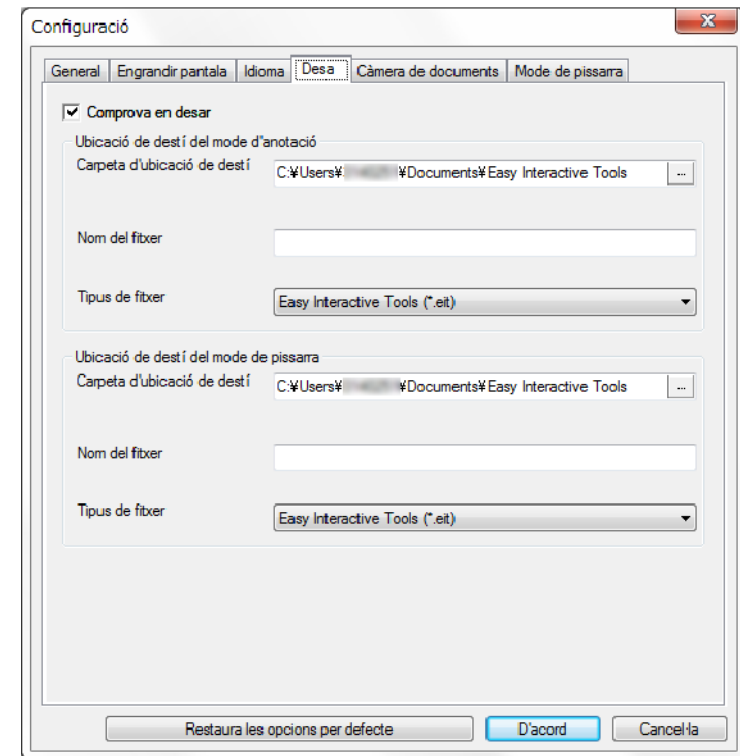 Configuració
General Engrandir pantalla Idioma Desa Càmera de documents Mode de pissarra
Comprova en desar
Ubicació de destí del mode d'anotació
Carpeta d'ubicació de destí C:¥Users¥ ¥Documents¥Easy Interactive Tools ...
Nom del fitxer
Tipus de fitxer Easy Interactive Tools (*.eit)
Ubicació de destí del mode de pissarra
Carpeta d'ubicació de destí C:¥Users¥ ¥Documents¥Easy Interactive Tools ...
Nom del fitxer
Tipus de fitxer Easy Interactive Tools (*.eit)
Restaura les opcions per defecte D'acord Cancel·la